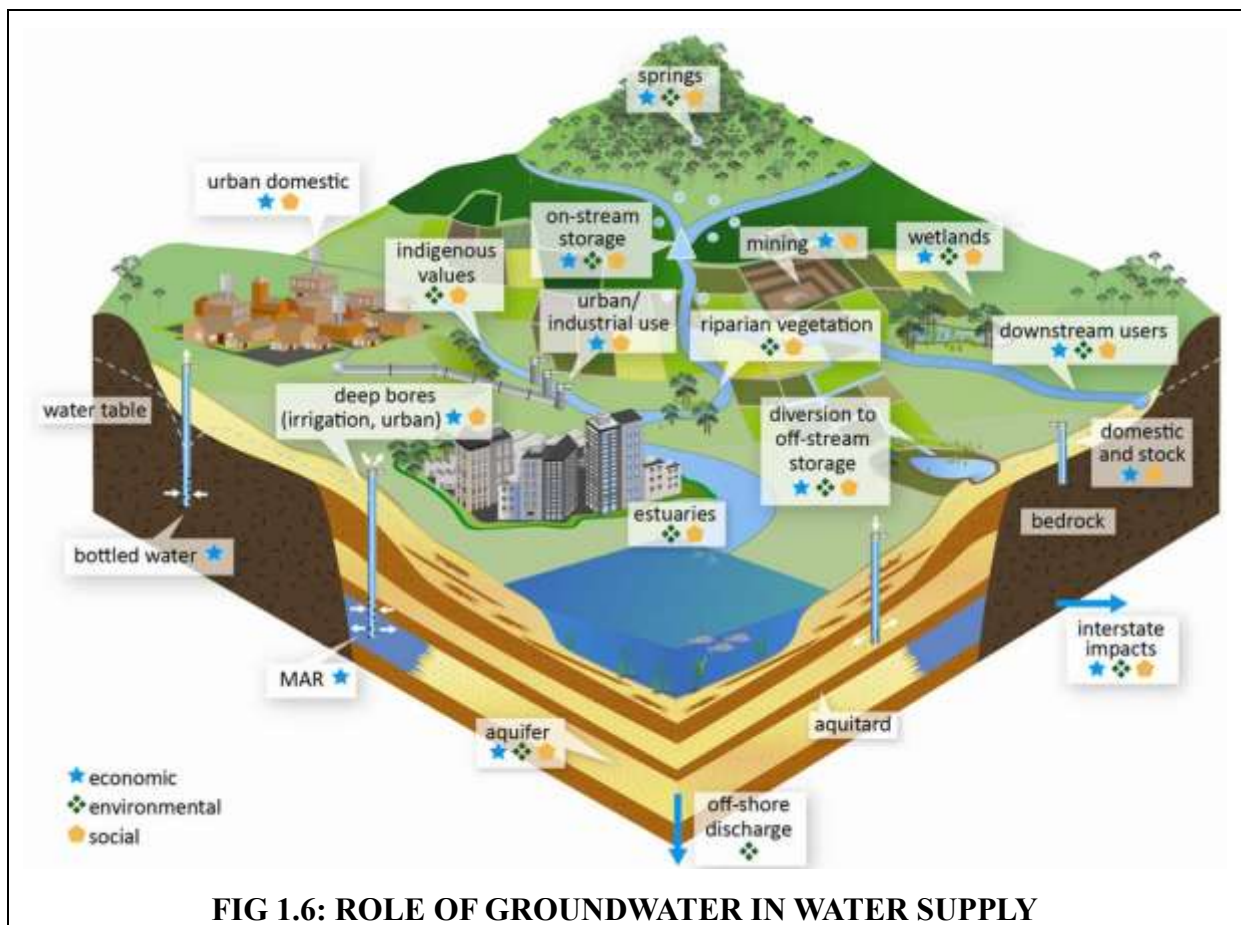 springs
urban domestic
on-stream
storage
mining
wetlands
indigenous
values
urban/
industrial use
riparian vegetation
downstream users
water table
deep bores
(irrigation, urban)
diversion to
off-stream
storage
domestic
and stock
estuaries
bedrock
bottled water
interstate
impacts
MAR
aquitard
aquifer
economic
environmental
social
off-shore
discharge
FIG 1.6: ROLE OF GROUNDWATER IN WATER SUPPLY